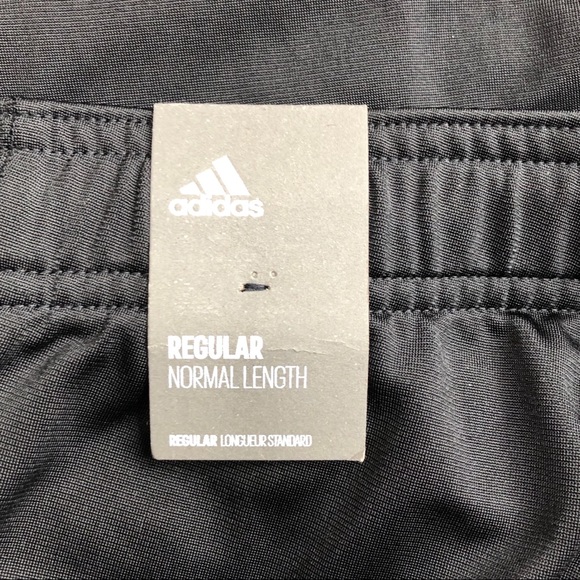 adidas
REGULAR
NORMAL LENGTH
REGULAR LONGUEUR STANDARD